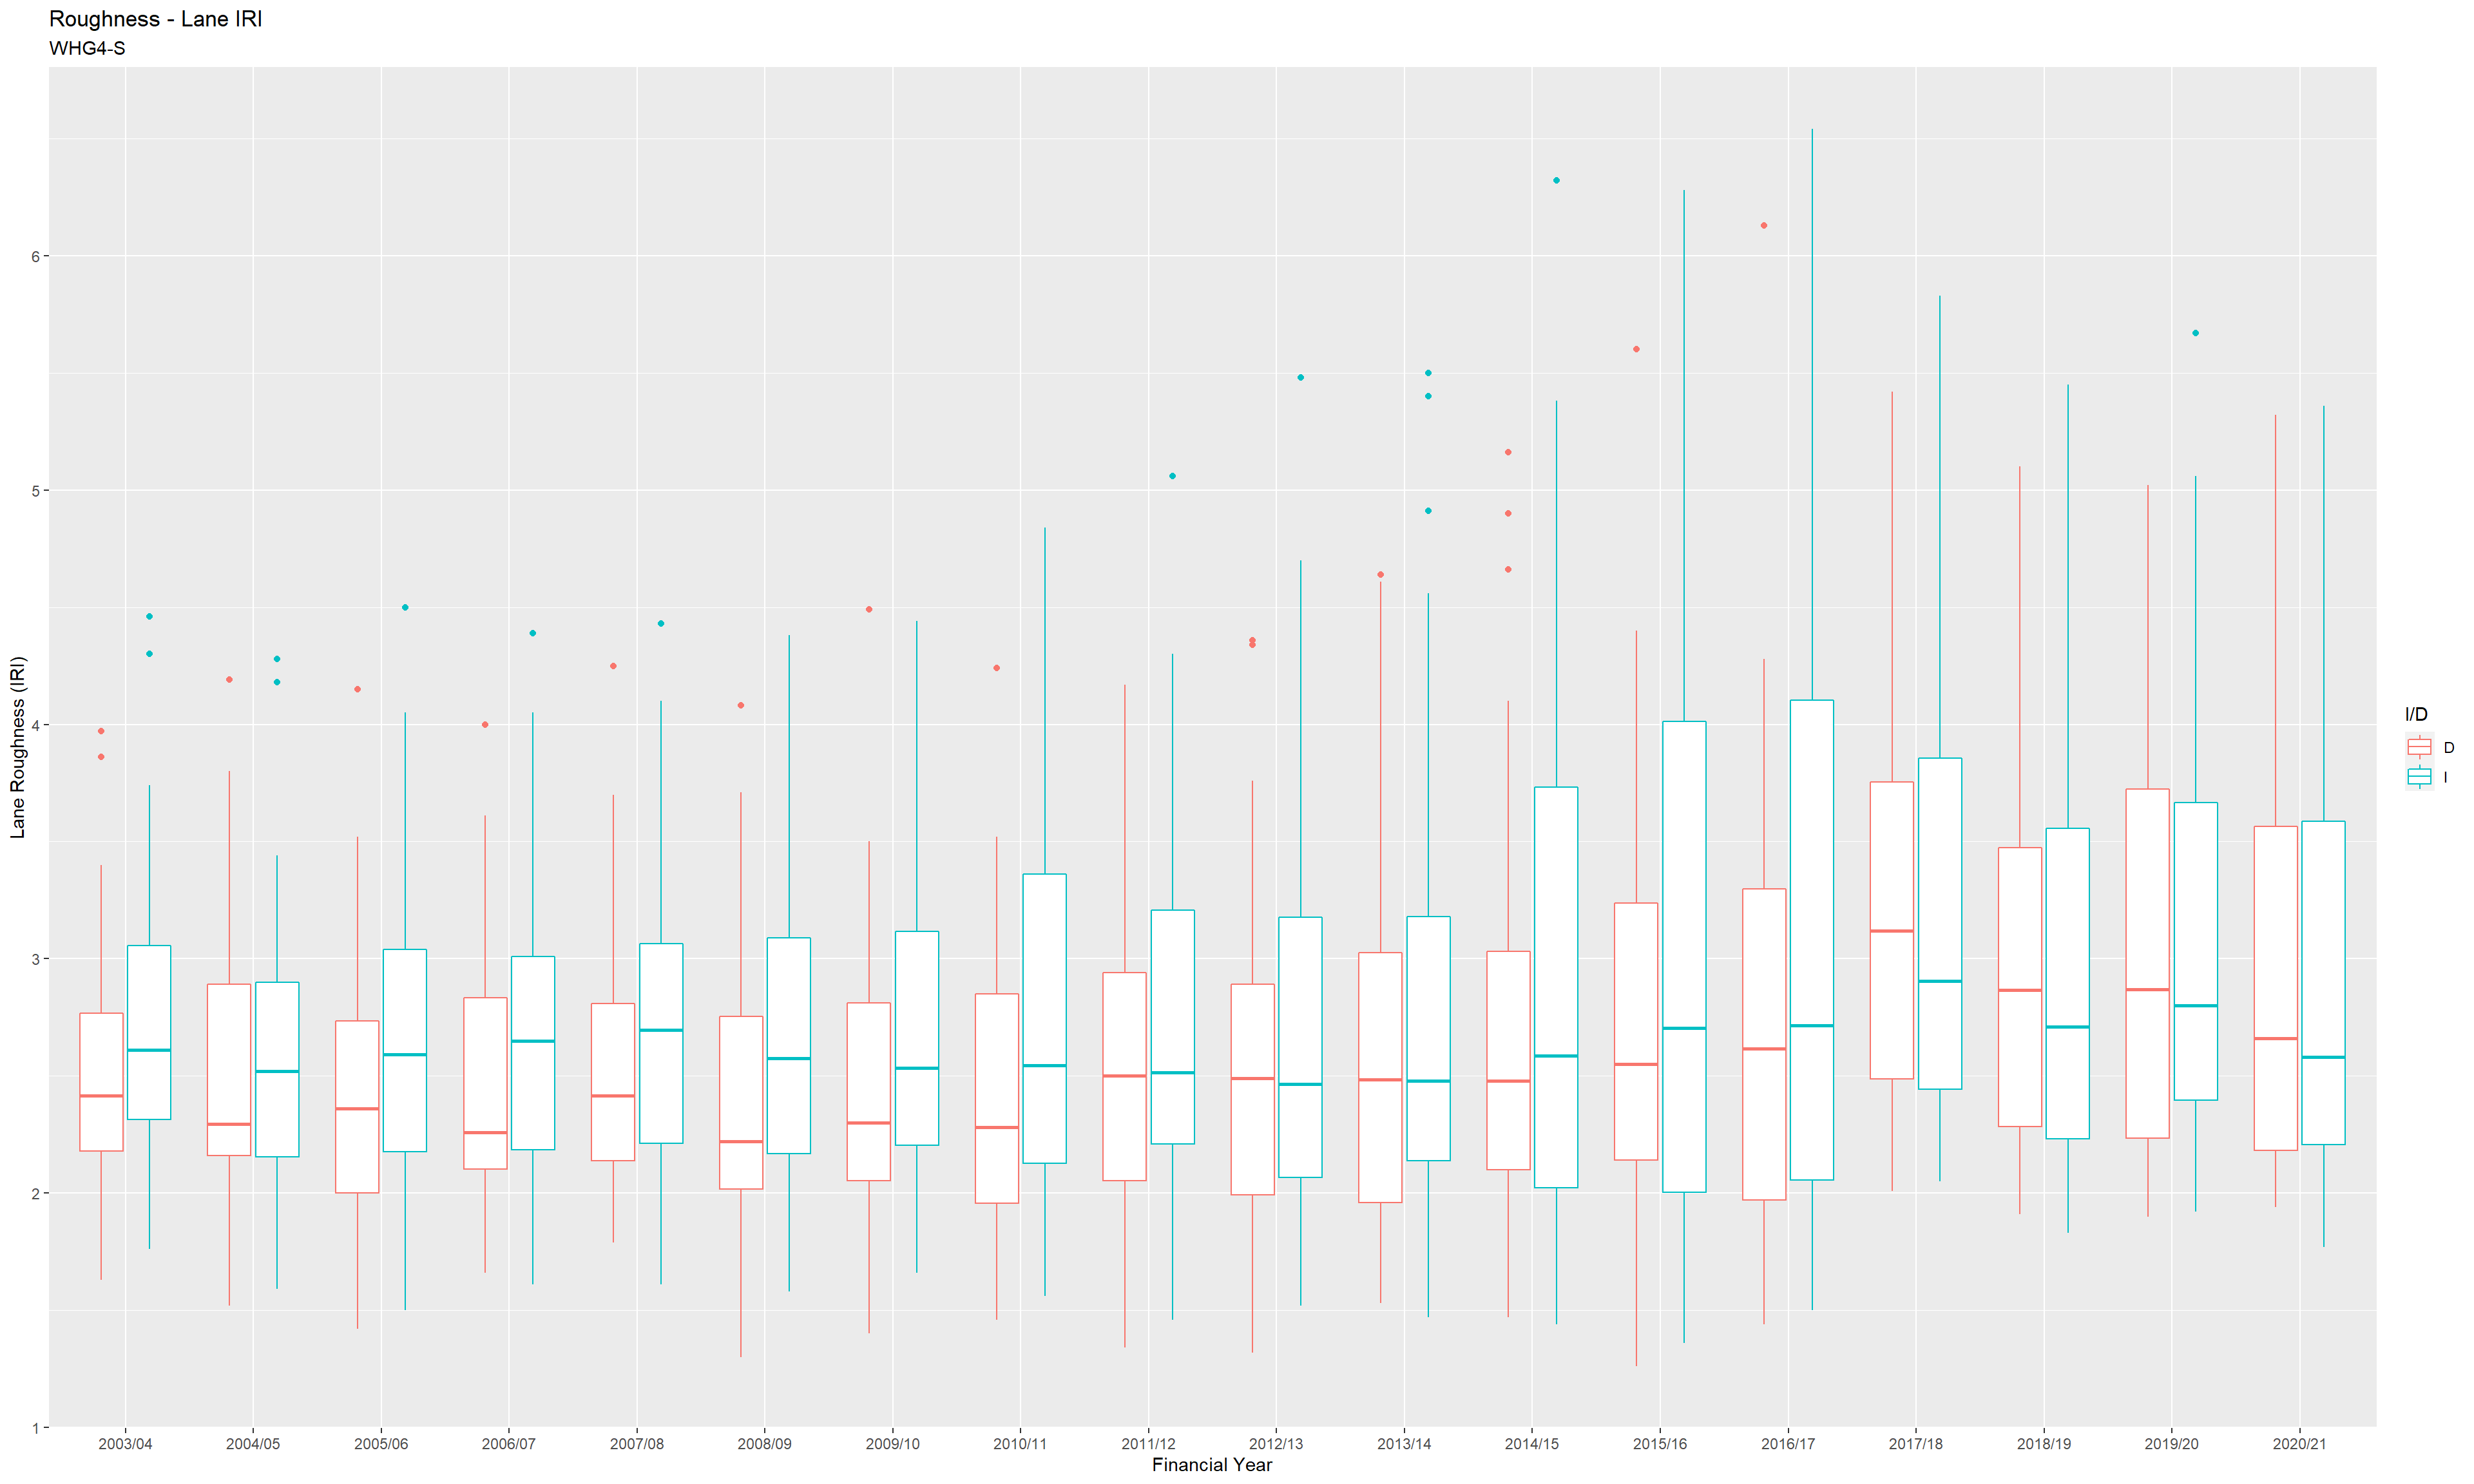 Roughness - Lane IRI
WHG4-S
Lane Roughness (IRI)
6
5
4
3
2
1
2003/04 2004/05 2005/06 2006/07 2007/08 2008/09 2009/10 2010/11 2011/12 2012/13 2013/14 2014/15 2015/16 2016/17 2017/18 2018/19 2019/20 2020/21
Financial Year
I/D
D
I